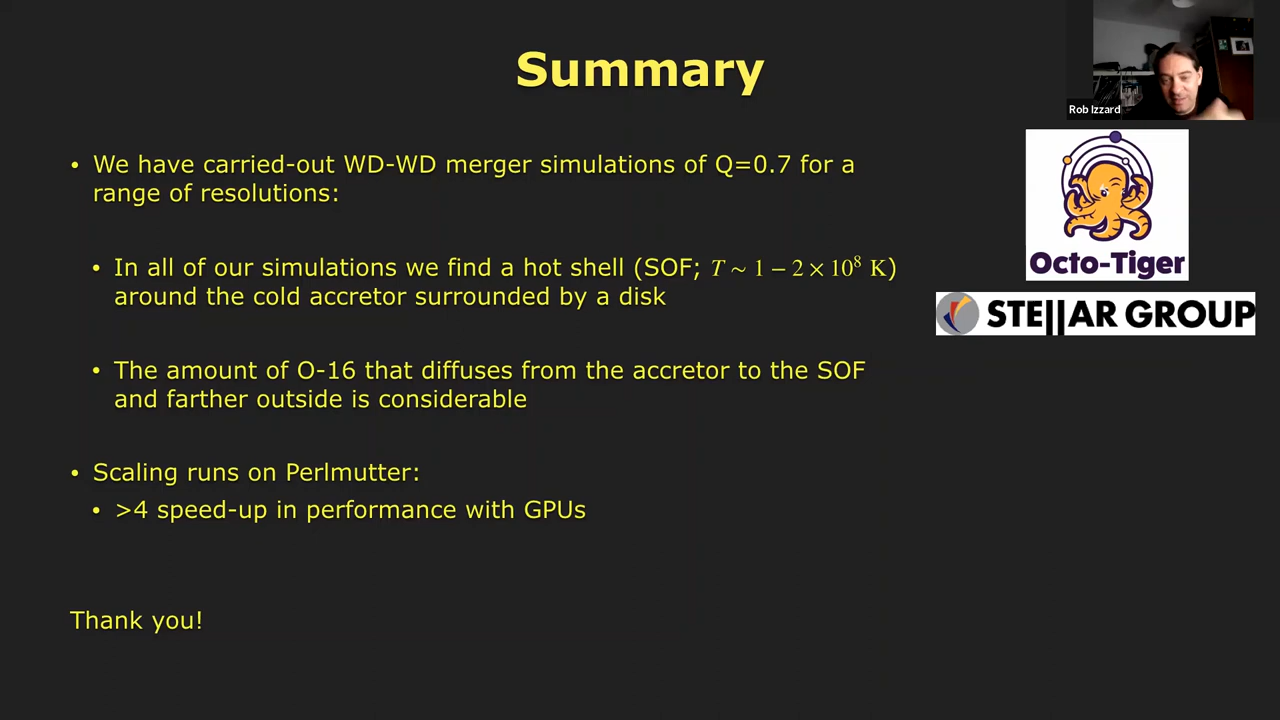 Summary
Rob Izzard
• We have carried-out WD-WD merger simulations of Q=0.7 for a
range of resolutions:
• In all of our simulations we find a hot shell (SOF; T ~ 1 − 2 × 10⁸ K)
around the cold accretor surrounded by a disk
• The amount of O-16 that diffuses from the accretor to the SOF
and farther outside is considerable
• Scaling runs on Perlmutter:
• >4 speed-up in performance with GPUs
Thank you!
Octo-Tiger
STE||AR GROUP